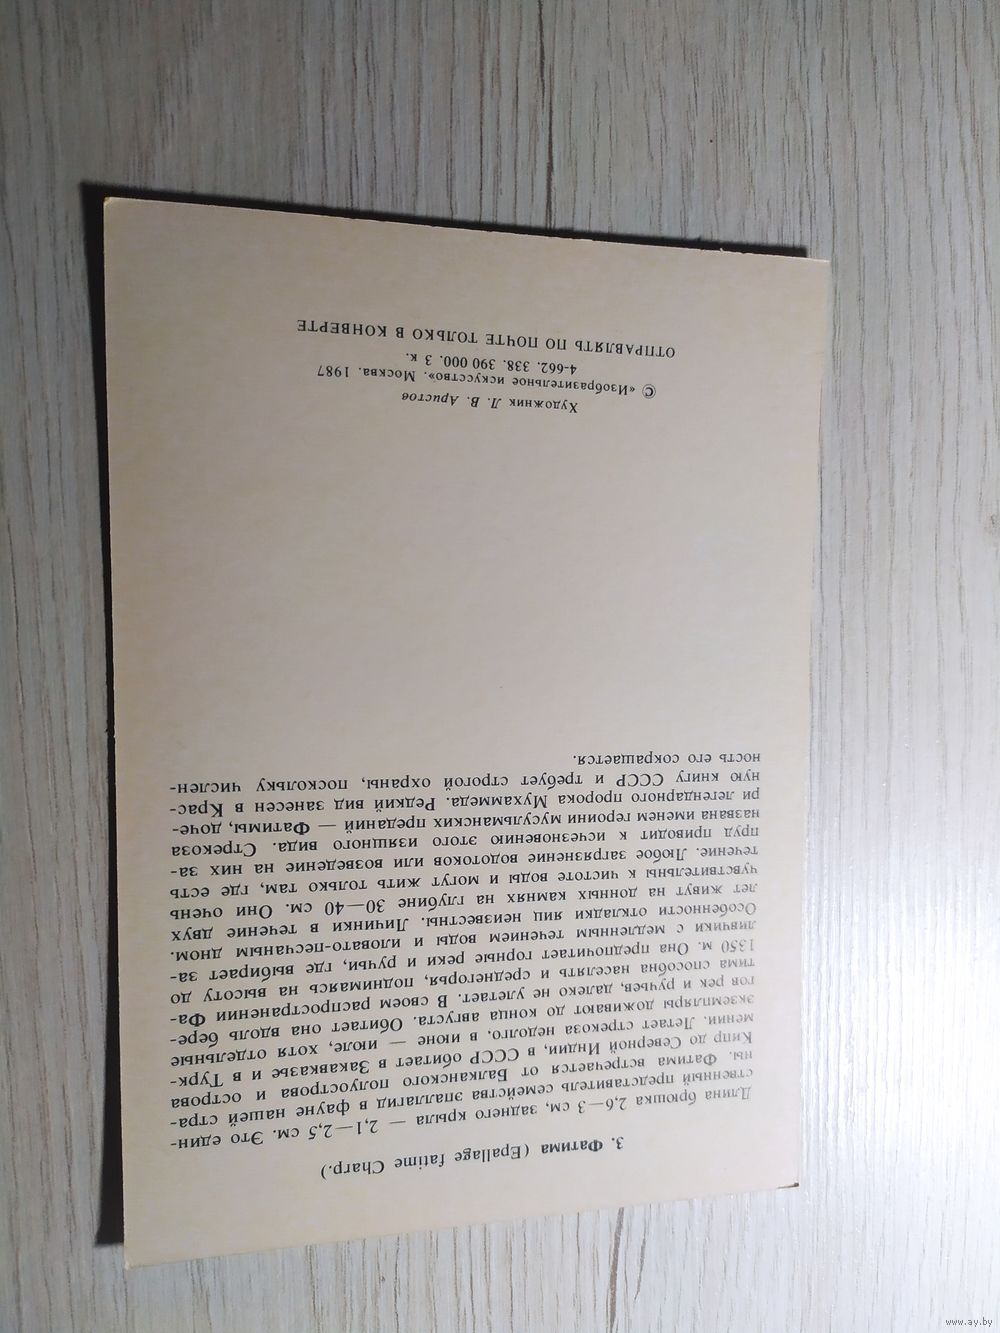 3. Фатима (Epallage fatime Charp.)
Длина брюшка 2,6—3 см, заднего крыла — 2,1—2,5 см. Это един-
ственный представитель семейства эпаллагид в фауне нашей стра-
ны. Фатима встречается от Балканского полуострова и острова
Кипр до Северной Индии, в СССР обитает в Закавказье и в Турк-
мении. Летает стрекоза недолго, в июне — июле, хотя отдельные
экземпляры доживают до конца августа. Обитает она вдоль бере-
гов рек и ручьев, далеко не улетает. В своем распространении Фа-
тима способна населять и среднегорья, поднимаясь на высоту до
1350 м. Она предпочитает горные реки и ручьи, где выбирает за-
ливчики с медленным течением воды и иловато-песчаным дном.
Особенности откладки яиц неизвестны. Личинки в течение двух
лет живут на донных камнях на глубине 30—40 см. Они очень
чувствительны к чистоте воды и могут жить только там, где есть
течение. Любое загрязнение водотоков или возведение на них за-
пруд приводит к исчезновению этого изящного вида. Стрекоза
названа именем героини мусульманских преданий — Фатимы, доче-
ри легендарного пророка Мухаммеда. Редкий вид занесен в Крас-
ную книгу СССР и требует строгой охраны, поскольку числен-
ность его сокращается.
Художник Л. В. Аристов
© «Изобразительное искусство». Москва. 1987
4-662. 338. 390 000. 3 к.
ОТПРАВЛЯТЬ ПО ПОЧТЕ ТОЛЬКО В КОНВЕРТЕ
www.ay.by